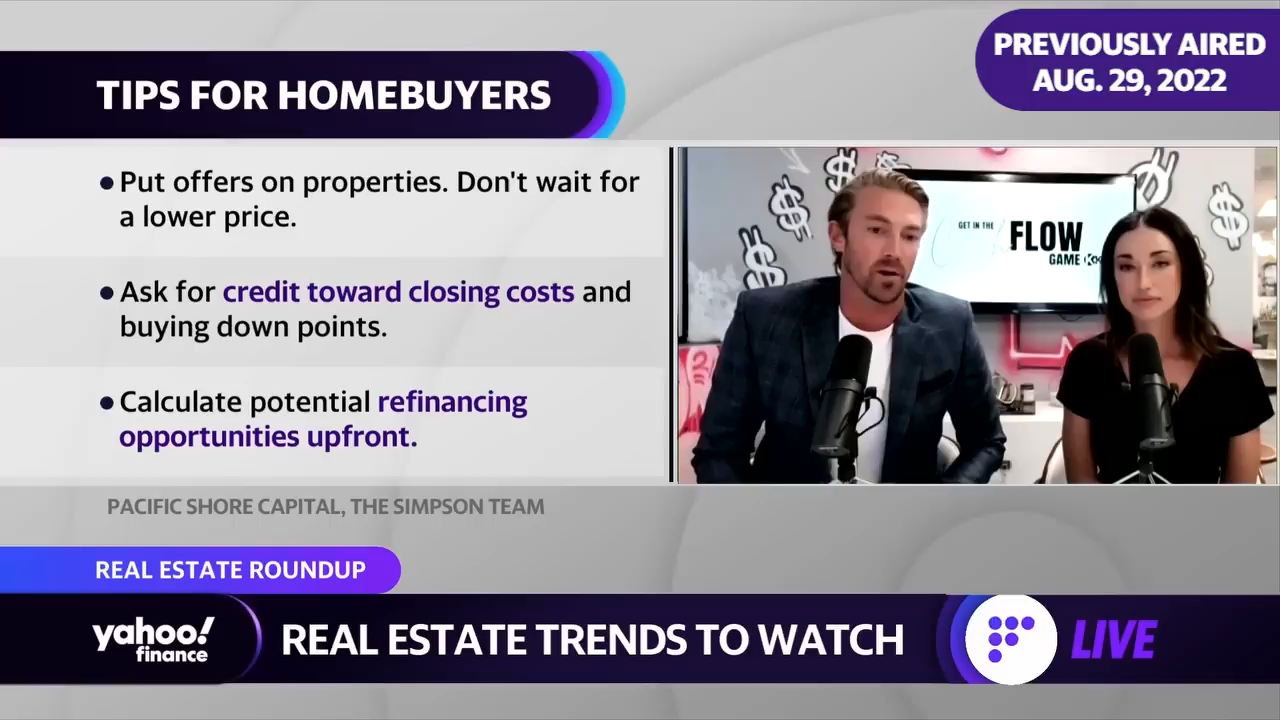 PREVIOUSLY AIRED
AUG. 29, 2022
TIPS FOR HOMEBUYERS
●Put offers on properties. Don't wait for
a lower price.
●Ask for credit toward closing costs and
buying down points.
●Calculate potential refinancing
opportunities upfront.
PACIFIC SHORE CAPITAL, THE SIMPSON TEAM
GET IN THE
FLOW
GAME
REAL ESTATE ROUNDUP
yahoo!
finance
REAL ESTATE TRENDS TO WATCH
LIVE